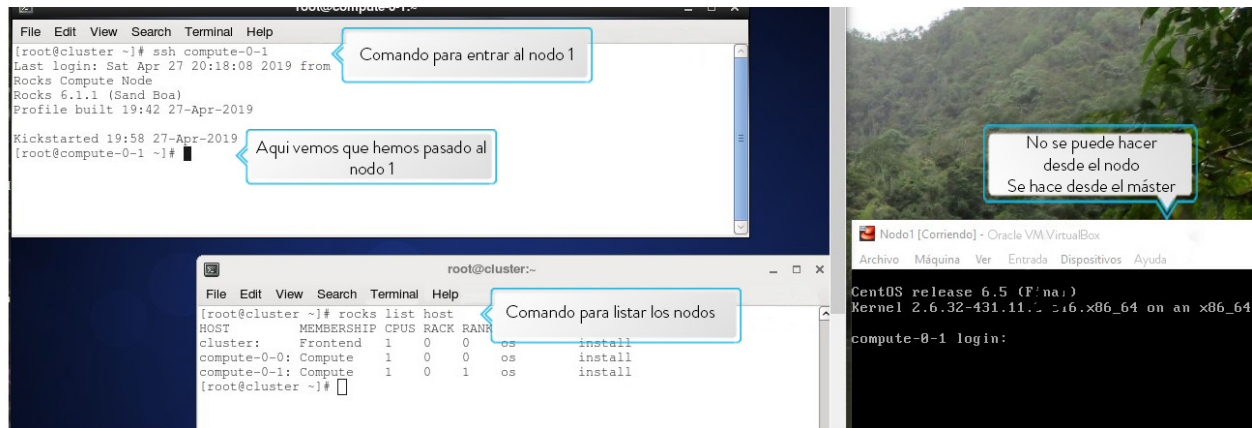 root@compute-0-1:~
File Edit View Search Terminal Help
[root@cluster ~]# ssh compute-0-1
Last login: Sat Apr 27 20:18:08 2019 from
Rocks Compute Node
Rocks 6.1.1 (Sand Boa)
Profile built 19:42 27-Apr-2019
Kickstarted 19:58 27-Apr-2019
[root@compute-0-1 ~]#
Comando para entrar al nodo 1
Aqui vemos que hemos pasado al
nodo 1
root@cluster:~
File Edit View Search Terminal Help
[root@cluster ~]# rocks list host
HOST MEMBERSHIP CPUS RACK RANK
cluster: Frontend 1 0 0 os install
compute-0-0: Compute 1 0 0 os install
compute-0-1: Compute 1 0 1 os install
[root@cluster ~]#
Comando para listar los nodos
No se puede hacer
desde el nodo
Se hace desde el máster
Nodo1 [Corriendo] - Oracle VM VirtualBox
Archivo Máquina Ver Entrada Dispositivos Ayuda
CentOS release 6.5 (Final)
Kernel on an x86_64
compute-0-1 login: